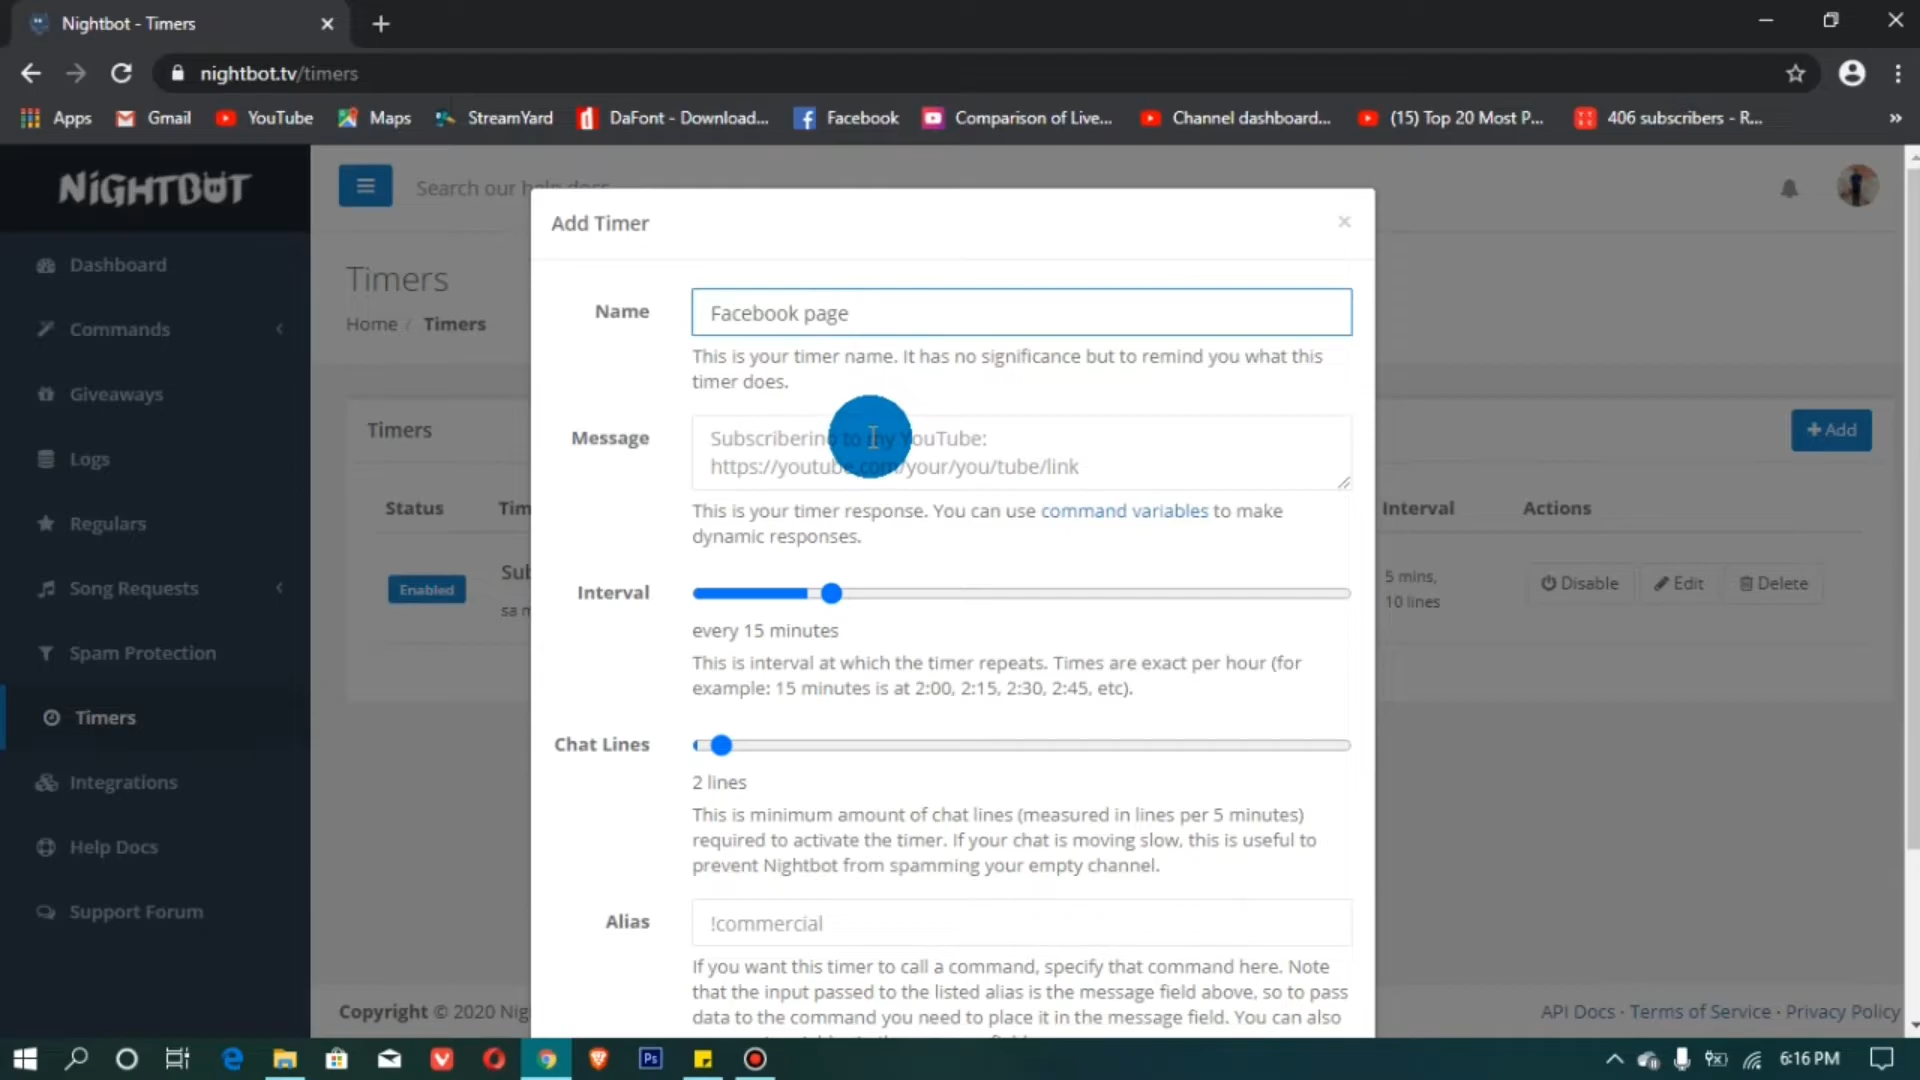 Nightbot - Timers
nightbot.tv/timers
Apps
Gmail
YouTube
Maps
StreamYard
DaFont - Download...
Facebook
Comparison of Live...
Channel dashboard...
(15) Top 20 Most P...
406 subscribers - R...
»
NiGHTBOT
Search our help docs
Add Timer
×
Dashboard
Commands
Giveaways
Logs
Regulars
Song Requests
Spam Protection
Timers
Integrations
Help Docs
Support Forum
Timers
Home / Timers
Timers
+ Add
Status
Interval
Actions
Enabled
5 mins,
10 lines
Disable
Edit
Delete
Name
Facebook page
This is your timer name. It has no significance but to remind you what this
timer does.
Message
Subscribering to my YouTube:
https://youtube.com/your/you/tube/link
This is your timer response. You can use command variables to make
dynamic responses.
Interval
every 15 minutes
This is interval at which the timer repeats. Times are exact per hour (for
example: 15 minutes is at 2:00, 2:15, 2:30, 2:45, etc).
Chat Lines
2 lines
This is minimum amount of chat lines (measured in lines per 5 minutes)
required to activate the timer. If your chat is moving slow, this is useful to
prevent Nightbot from spamming your empty channel.
Alias
!commercial
If you want this timer to call a command, specify that command here. Note
that the input passed to the listed alias is the message field above, so to pass
data to the command you need to place it in the message field. You can also
Copyright © 2020 Nig
API Docs · Terms of Service · Privacy Policy
Ps
6:16 PM